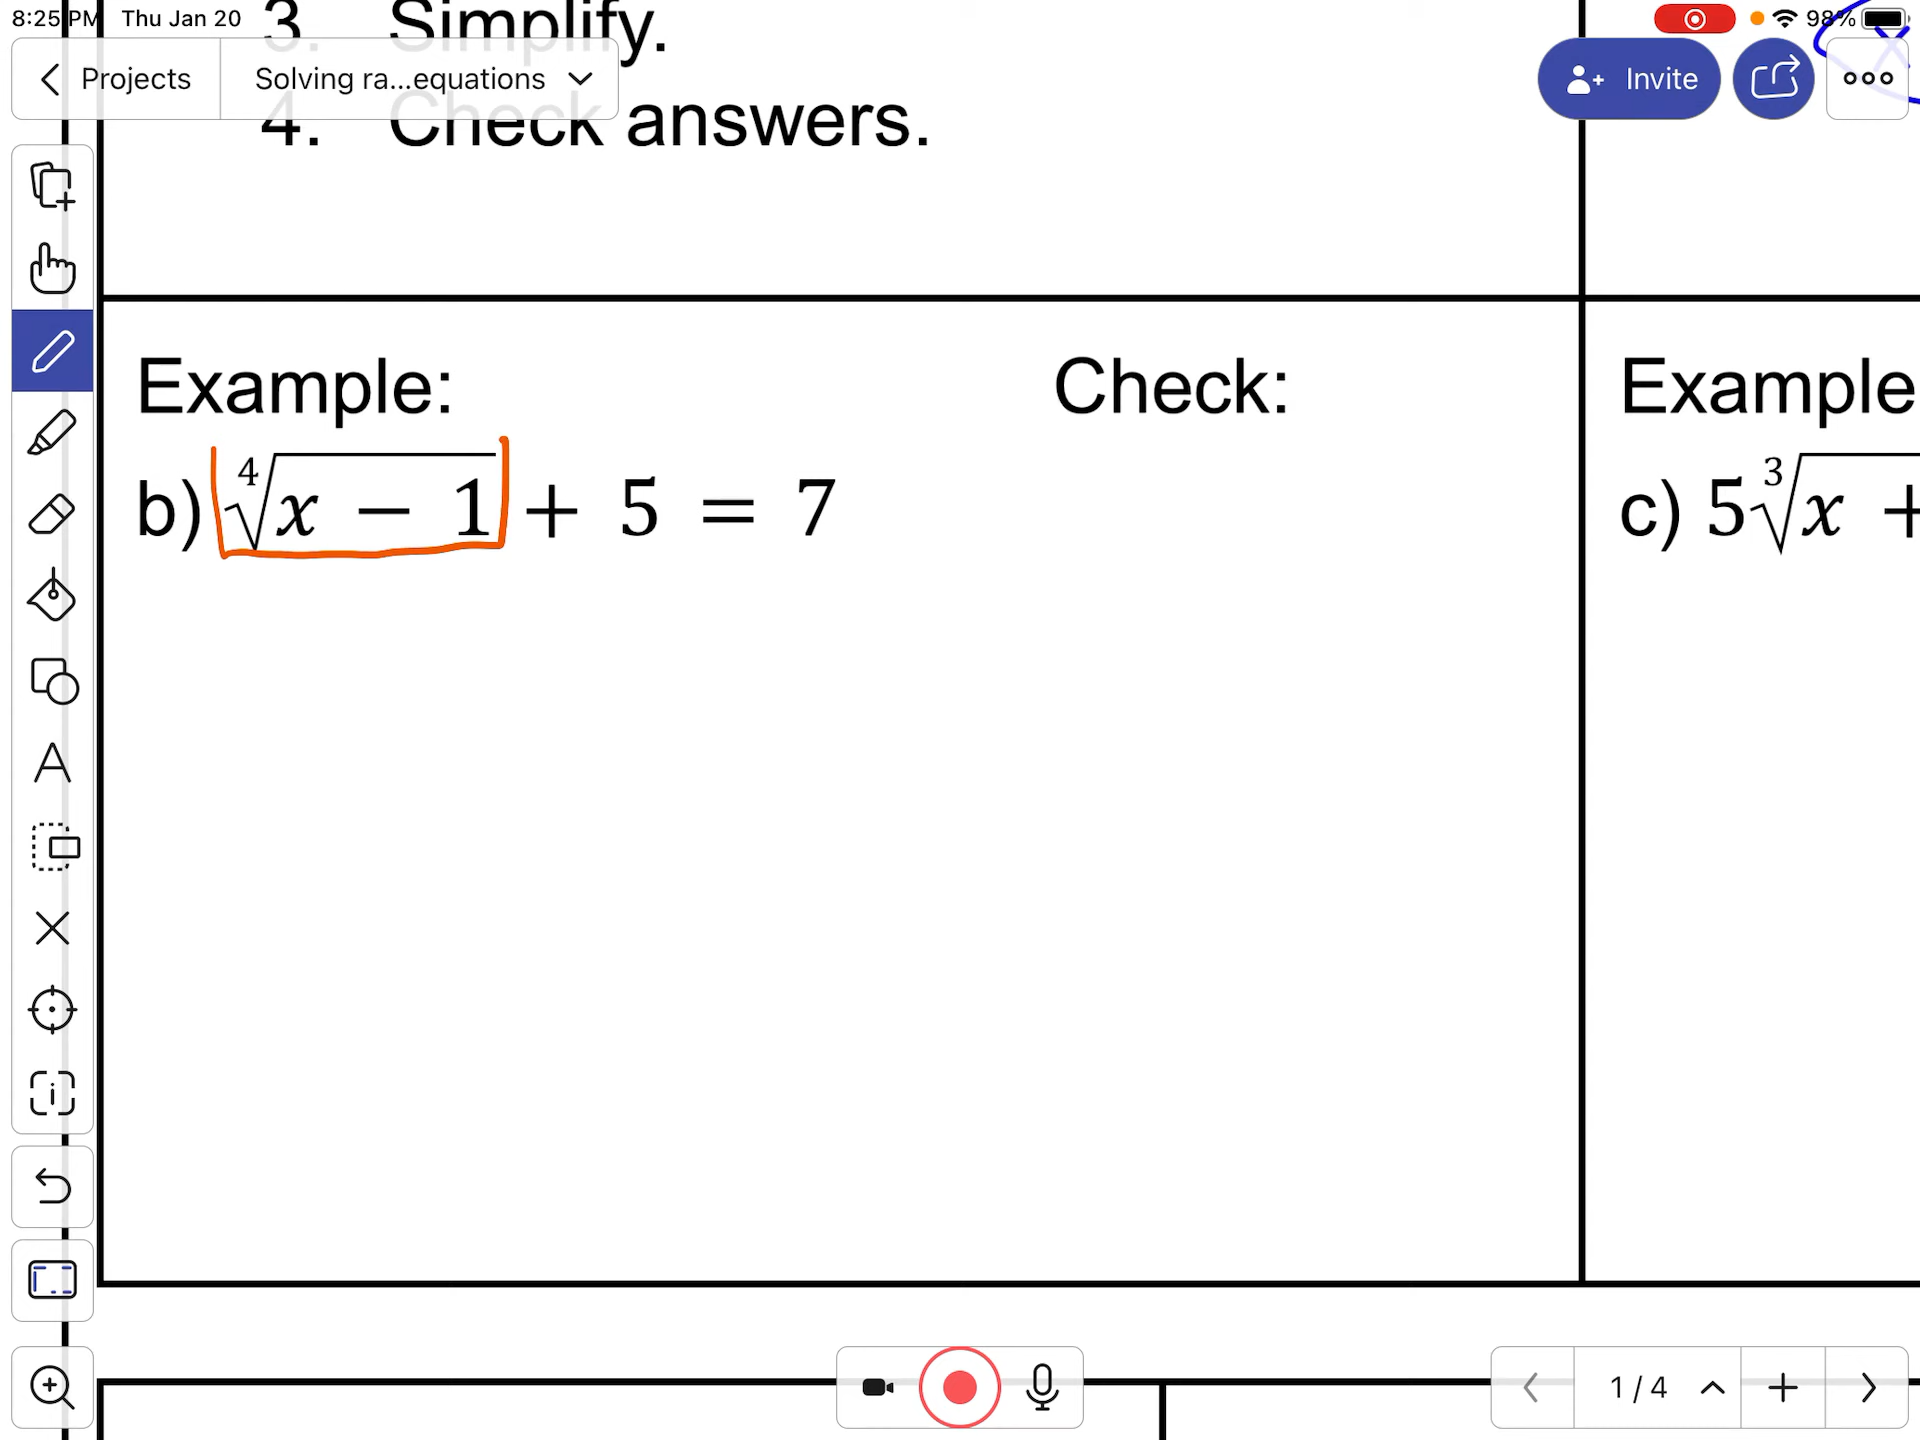 8:25 PM Thu Jan 20 98%
3. Simplify.
Projects Solving ra...equations Invite
4. Check answers.
Example: Check: Example
b) ∜(x − 1) + 5 = 7 c) 5∛x +
A
1/4